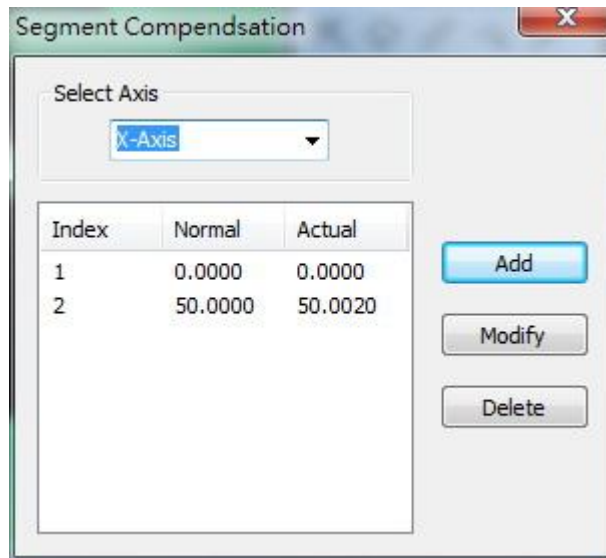 Segment Compendsation
Select Axis
X-Axis
Index Normal Actual
1 0.0000 0.0000
2 50.0000 50.0020
Add
Modify
Delete